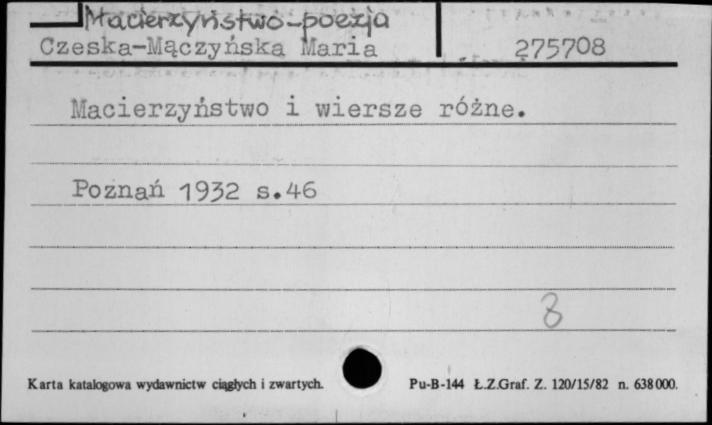 Macierzyństwo-poezja
Czeska-Mączyńska Maria 275708
Macierzyństwo i wiersze różne.
Poznań 1932 s.46
8
Karta katalogowa wydawnictw ciągłych i zwartych. Pu-B-144 Ł.Z.Graf. Z. 120/15/82 n. 638000.